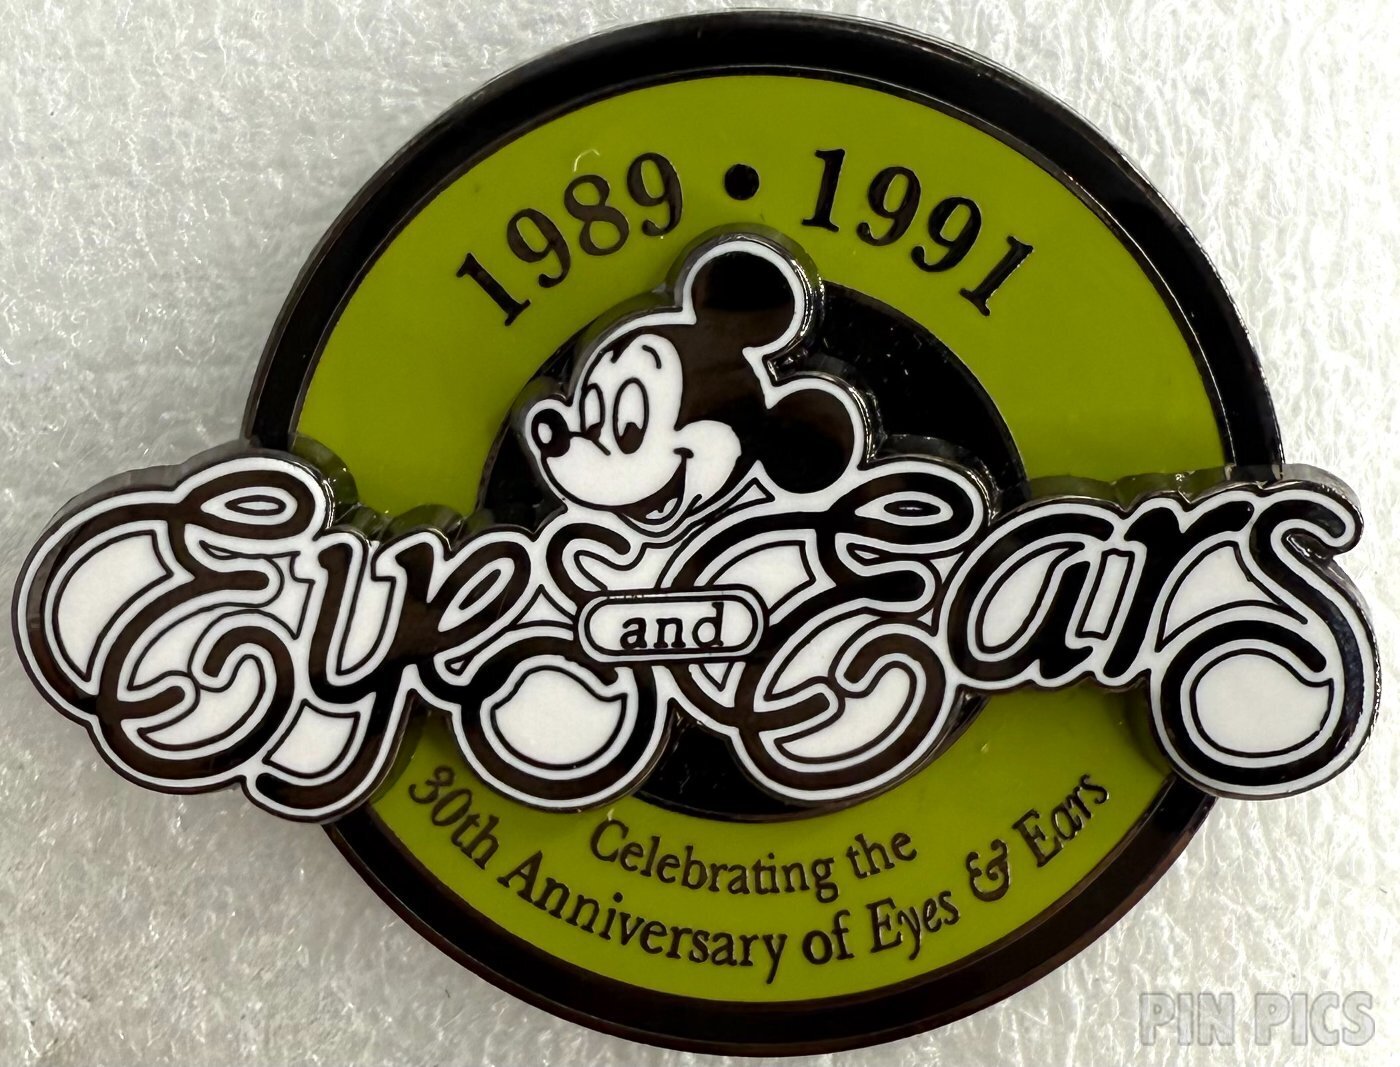 1989 • 1991
Eyes and Ears
Celebrating the
30th Anniversary of Eyes & Ears
PIN PICS